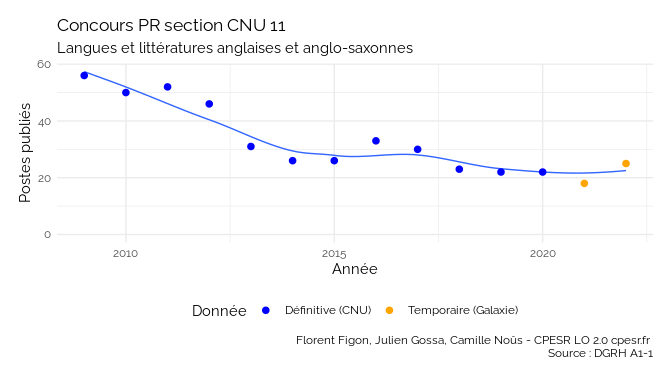 Concours PR section CNU 11
Langues et littératures anglaises et anglo-saxonnes
Postes publiés
60
40
20
0
2010
2015
2020
Année
Donnée
Définitive (CNU)
Temporaire (Galaxie)
Florent Figon, Julien Gossa, Camille Noûs - CPESR LO 2.0 cpesr.fr
Source : DGRH A1-1